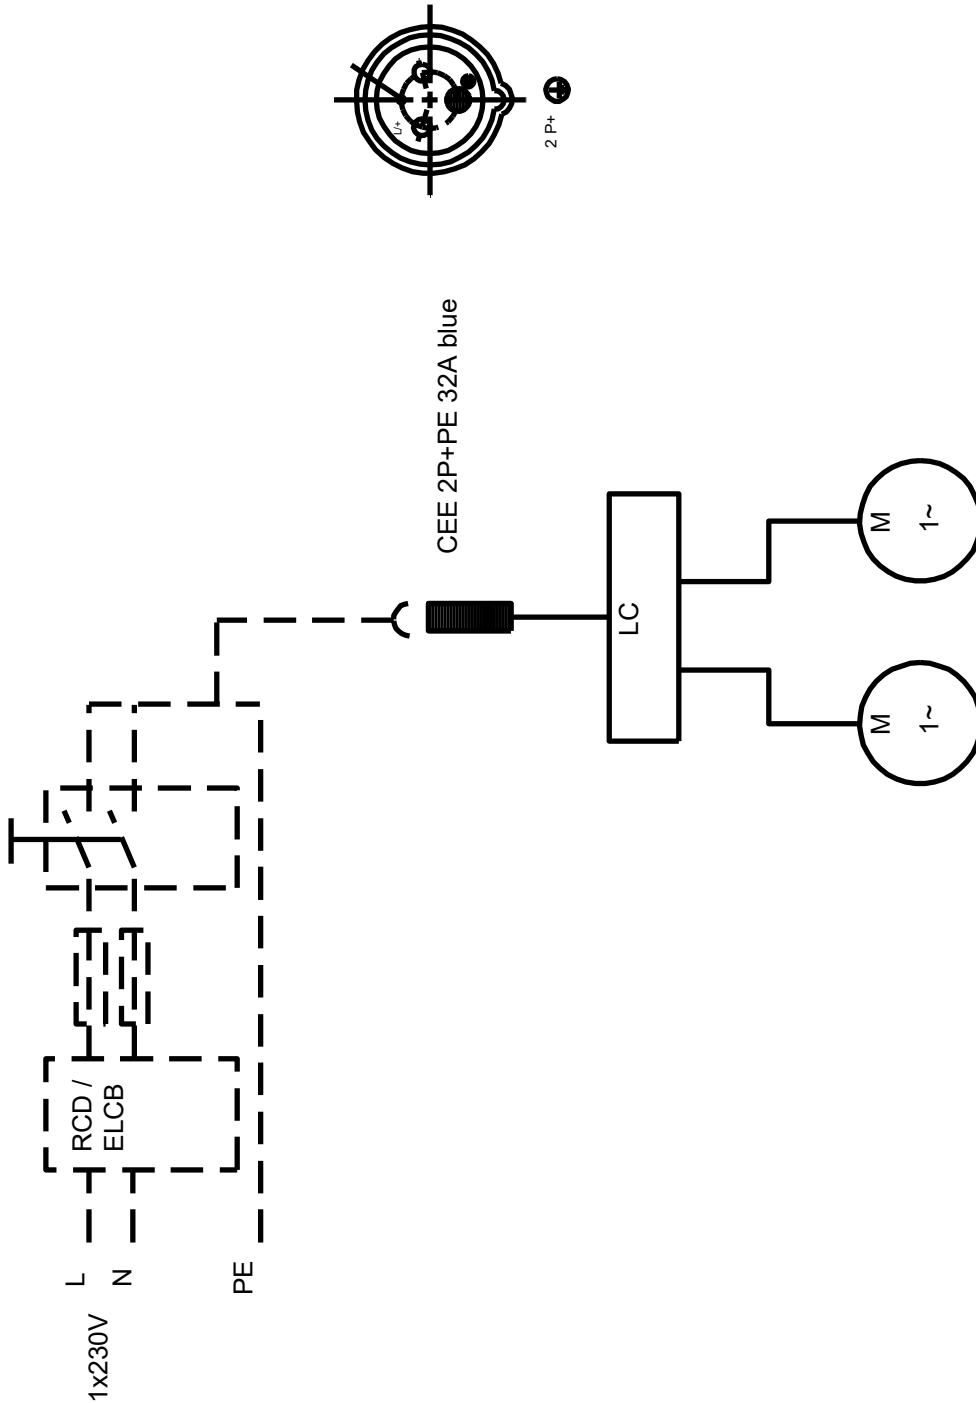 1x230V
L
N
PE
RCD /
ELCB
CEE 2P+PE 32A blue
L/+
2 P+
LC
M
1~
M
1~